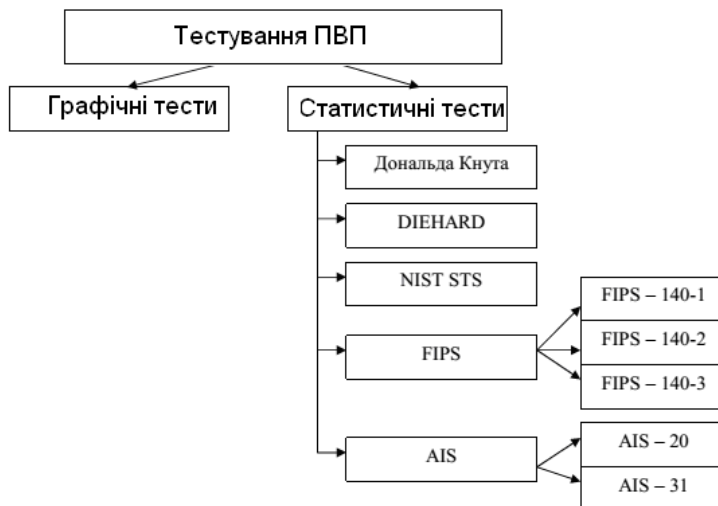 Тестування ПВП
Графічні тести
Статистичні тести
Дональда Кнута
DIEHARD
NIST STS
FIPS
FIPS – 140-1
FIPS – 140-2
FIPS – 140-3
AIS
AIS – 20
AIS – 31